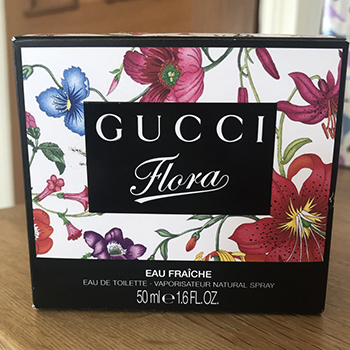 GUCCI
Flora
EAU FRAÎCHE
EAU DE TOILETTE - VAPORISATEUR NATURAL SPRAY
50 ml ℮ 1.6 FL.OZ.